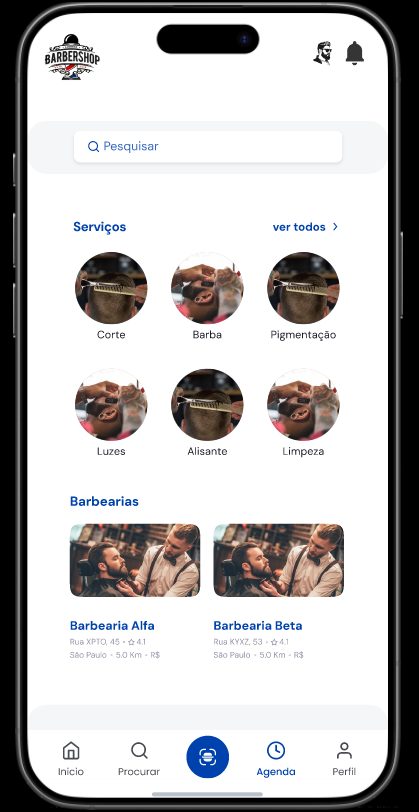 BARBERSHOP
Pesquisar
Serviços
ver todos
Corte
Barba
Pigmentação
Luzes
Alisante
Limpeza
Barbearias
Barbearia Alfa
Barbearia Beta
Rua XPTO, 45 • ☆ 4.1
Rua KYXZ, 53 • ☆ 4.1
São Paulo • 5.0 Km • R$
São Paulo • 5.0 Km • R$
Inicio
Procurar
Agenda
Perfil